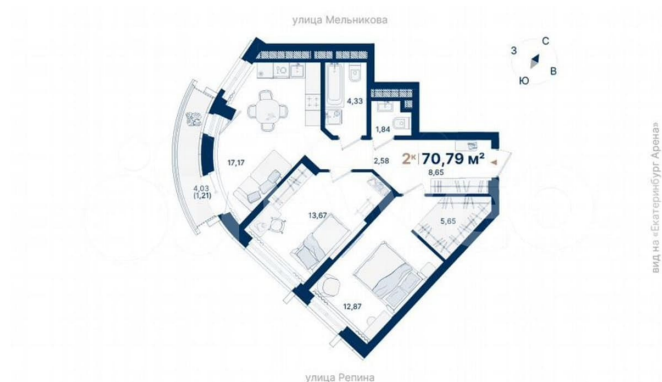 улица Мельникова
С
З
В
Ю
4,33
1,84
17,17
2,58
2к 70,79 м²
8,65
4,03
(1,21)
13,67
5,65
12,87
вид на «Екатеринбург Арена»
улица Репина